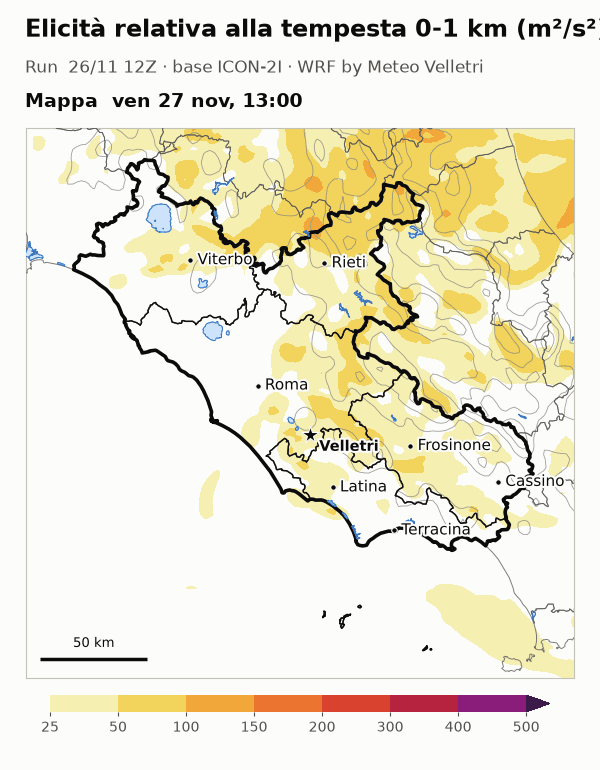 Elicità relativa alla tempesta 0-1 km (m²/s²)
Run  26/11 12Z · base ICON-2I · WRF by Meteo Velletri
Mappa  ven 27 nov, 13:00
Viterbo
Rieti
Roma
Velletri
Frosinone
Cassino
Latina
Terracina
50 km
25 50 100 150 200 300 400 500